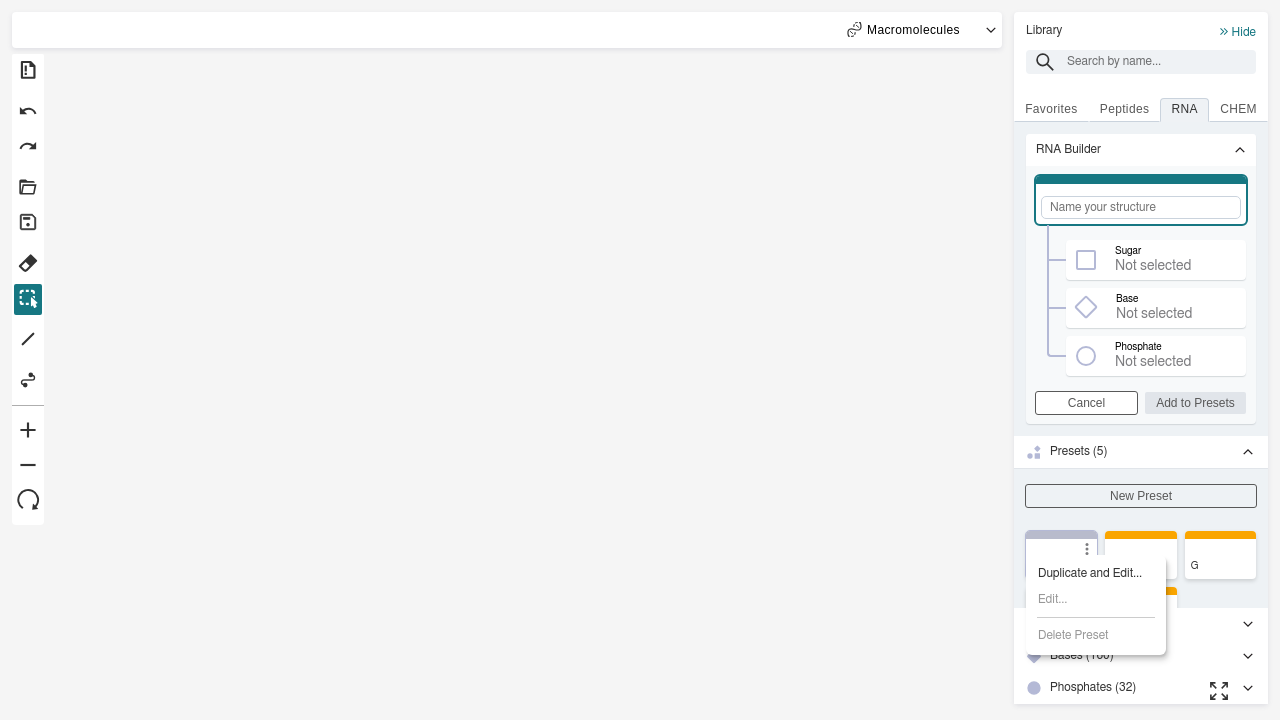 Macromolecules
Library
Hide
Search by name...
Favorites
Peptides
RNA
CHEM
RNA Builder
Name your structure
Sugar
Not selected
Base
Not selected
Phosphate
Not selected
Cancel
Add to Presets
Presets (5)
New Preset
G
Duplicate and Edit...
Edit...
Delete Preset
Phosphates (32)